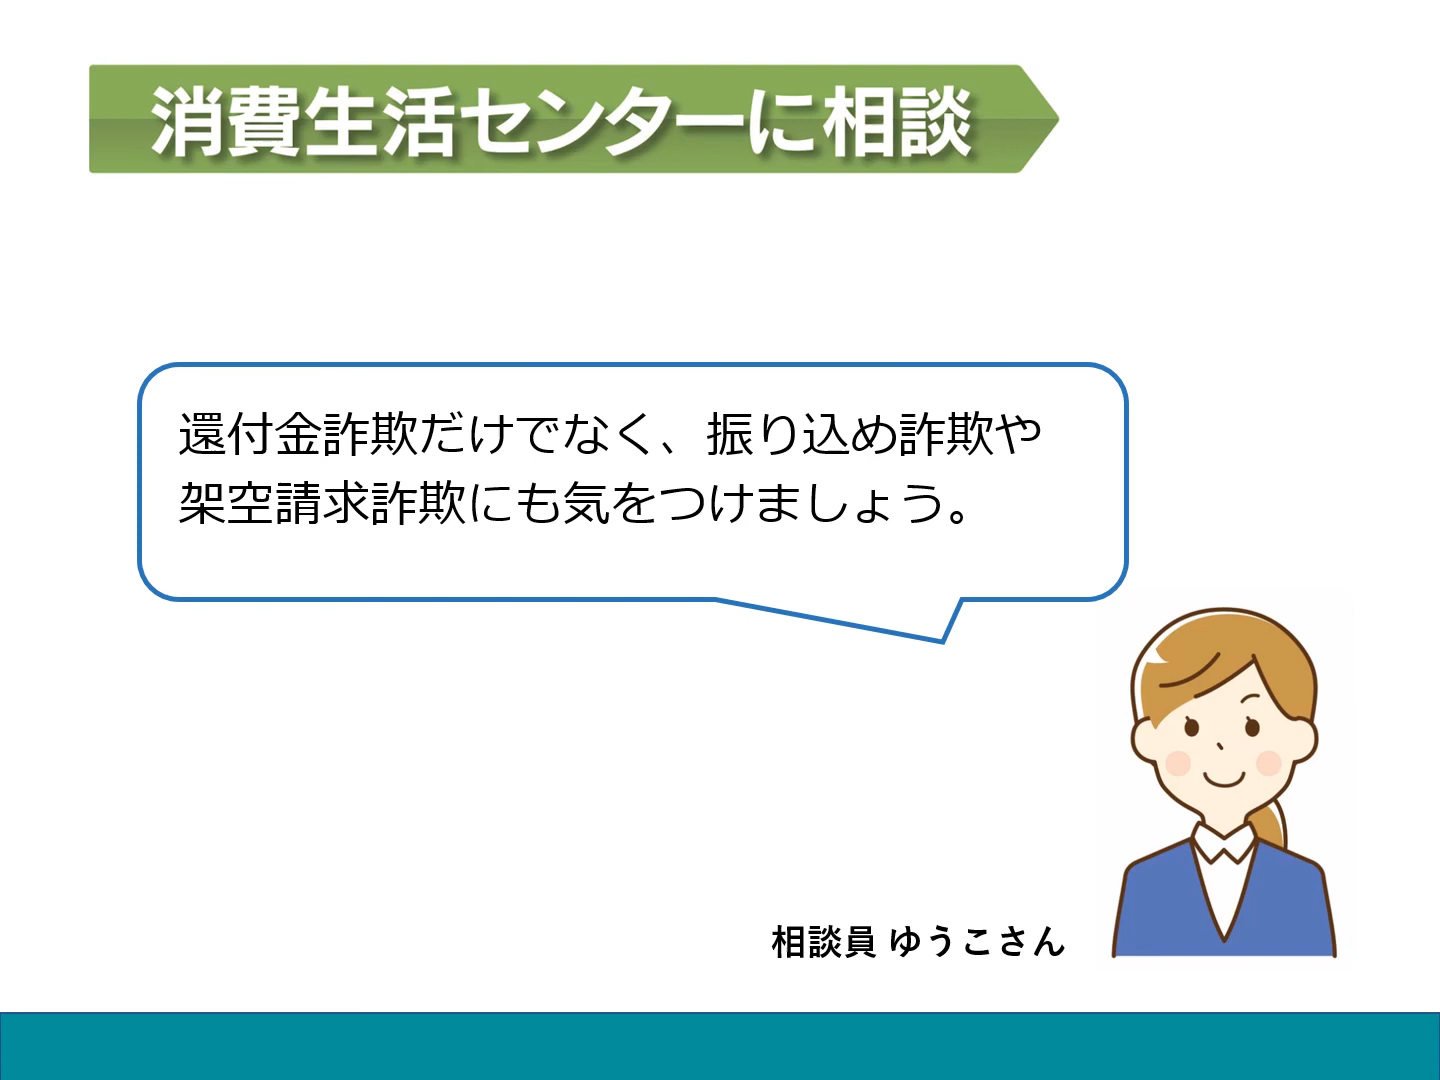 消費生活センターに相談
還付金詐欺だけでなく、振り込め詐欺や
架空請求詐欺にも気をつけましょう。
相談員 ゆうこさん